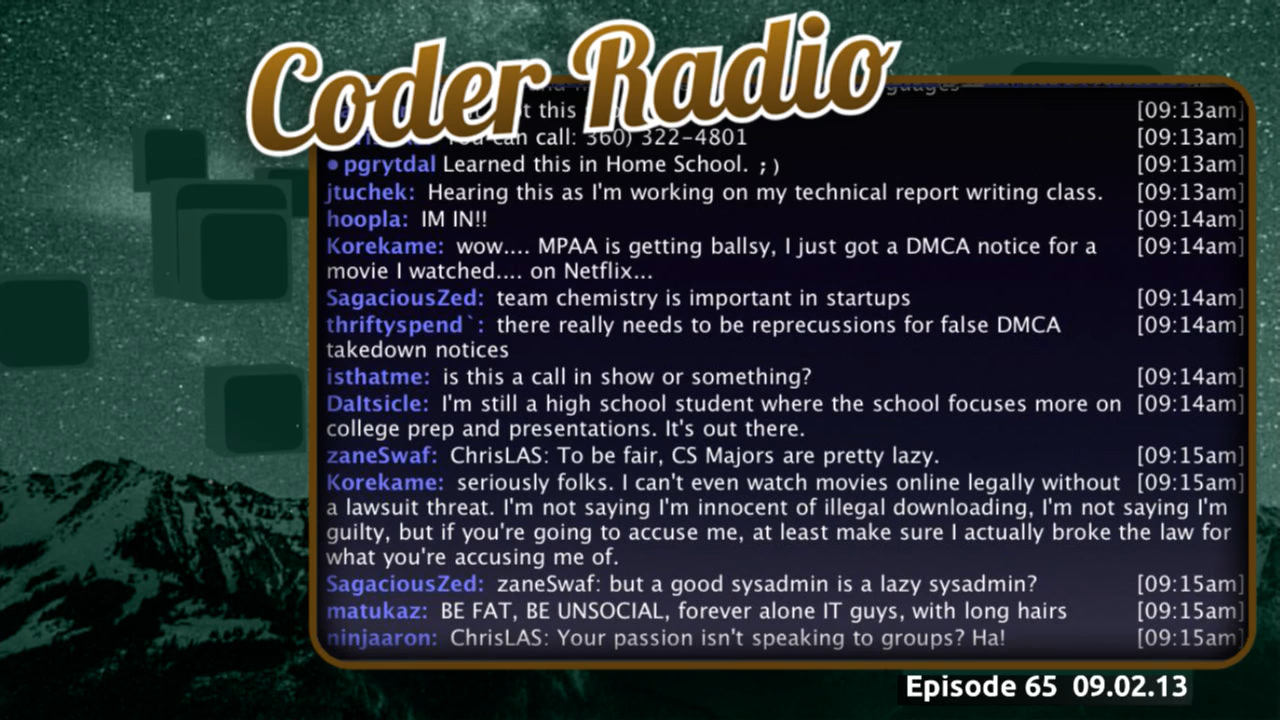 Coder Radio
guages
ot this [09:13am]
You can call: 360) 322-4801 [09:13am]
• pgrytdal Learned this in Home School. ;) [09:13am]
jtuchek: Hearing this as I'm working on my technical report writing class. [09:13am]
hoopla: IM IN!! [09:14am]
Korekame: wow.... MPAA is getting ballsy, I just got a DMCA notice for a [09:14am]
movie I watched.... on Netflix...
SagaciousZed: team chemistry is important in startups [09:14am]
thriftyspend`: there really needs to be reprecussions for false DMCA [09:14am]
takedown notices
isthatme: is this a call in show or something? [09:14am]
Daltsicle: I'm still a high school student where the school focuses more on [09:14am]
college prep and presentations. It's out there.
zaneSwaf: ChrisLAS: To be fair, CS Majors are pretty lazy. [09:15am]
Korekame: seriously folks. I can't even watch movies online legally without [09:15am]
a lawsuit threat. I'm not saying I'm innocent of illegal downloading, I'm not saying I'm
guilty, but if you're going to accuse me, at least make sure I actually broke the law for
what you're accusing me of.
SagaciousZed: zaneSwaf: but a good sysadmin is a lazy sysadmin? [09:15am]
matukaz: BE FAT, BE UNSOCIAL, forever alone IT guys, with long hairs [09:15am]
ninjaaron: ChrisLAS: Your passion isn't speaking to groups? Ha! [09:15am]
Episode 65 09.02.13